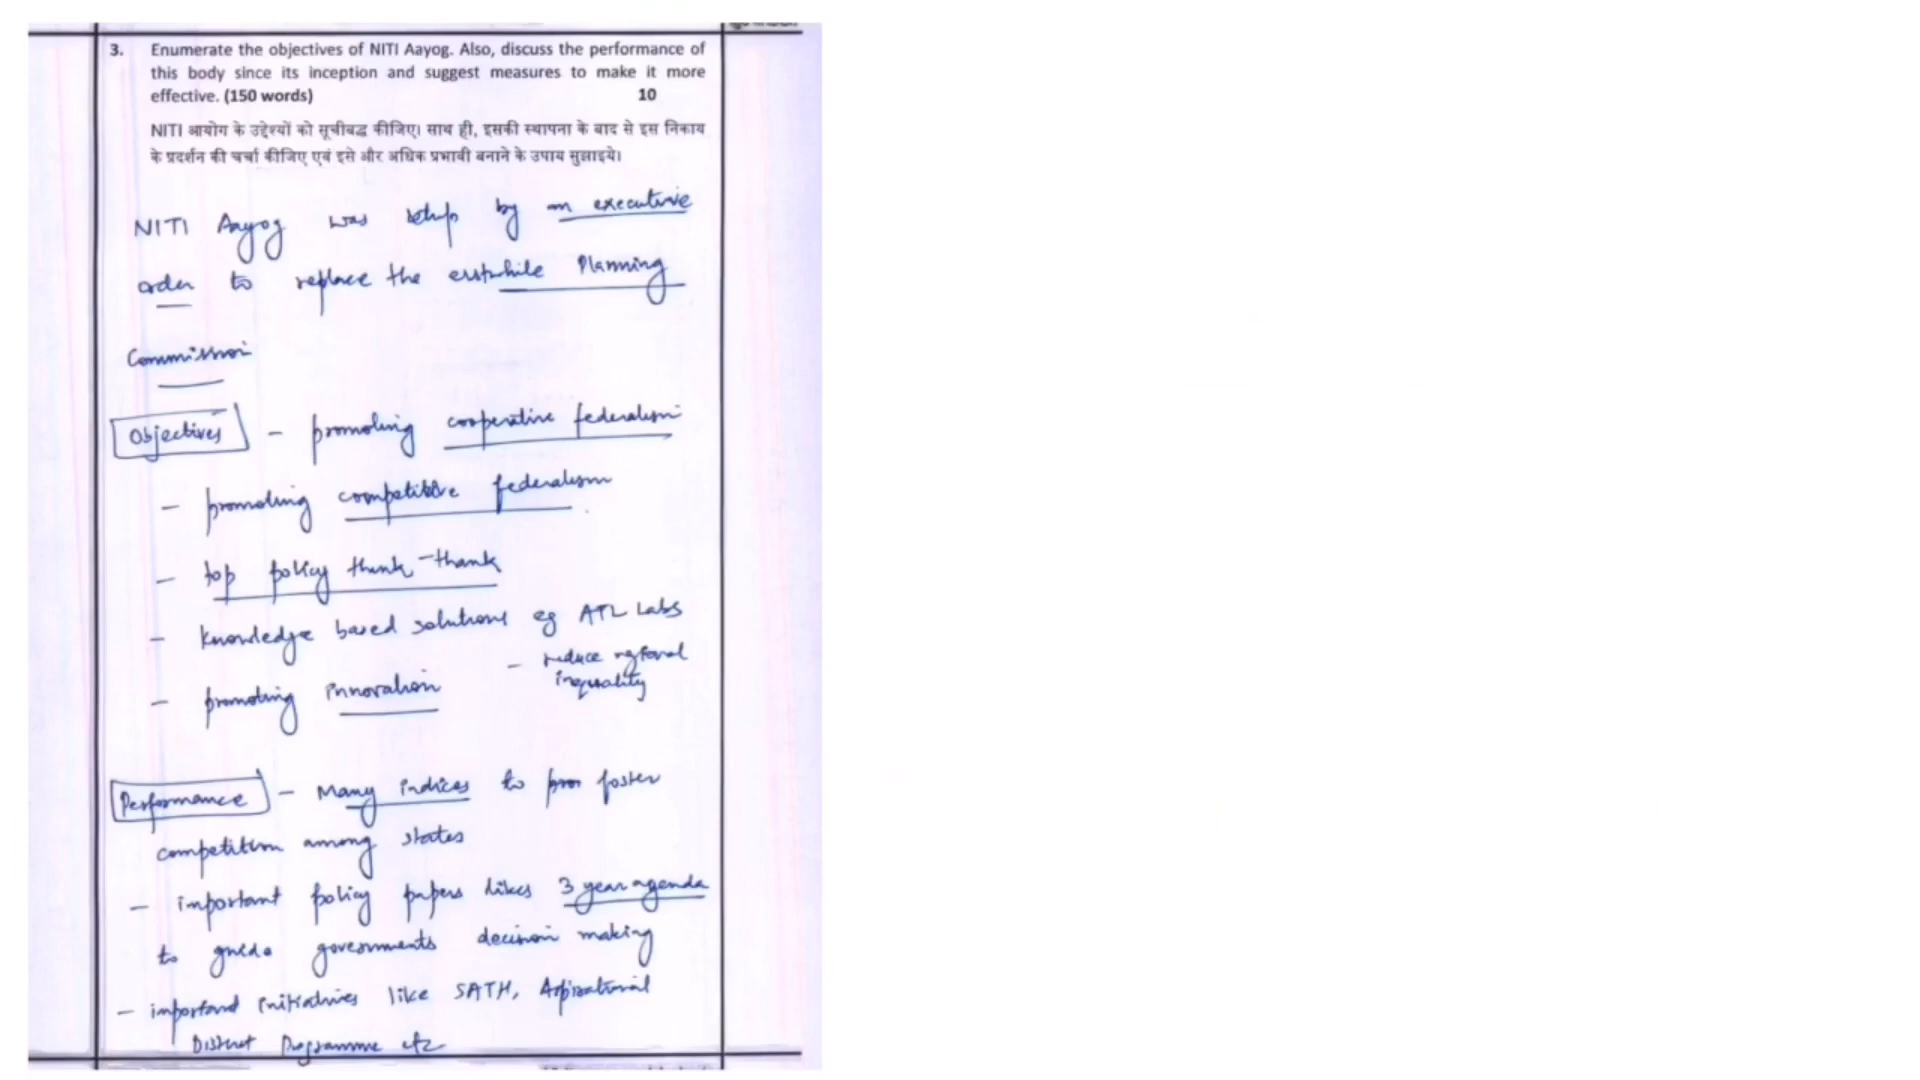 3. Enumerate the objectives of NITI Aayog. Also, discuss the performance of
this body since its inception and suggest measures to make it more
effective. (150 words) 10
NITI आयोग के उद्देश्यों को सूचीबद्ध कीजिए। साथ ही, इसकी स्थापना के बाद से इस निकाय
के प्रदर्शन की चर्चा कीजिए एवं इसे और अधिक प्रभावी बनाने के उपाय सुझाइये।
NITI Aayog was setup by an executive
order to replace the erstwhile Planning
Commission
Objectives - promoting cooperative federalism
- promoting competitive federalism
- top policy think-thank
- knowledge based solutions eg ATL Labs
- reduce regional
inequality
- promoting innovation
Performance - Many indices to foster
competition among states
- important policy papers likes 3 year agenda
to guide governments decision making
- important initiatives like SATH, Aspirational
District Programme etc